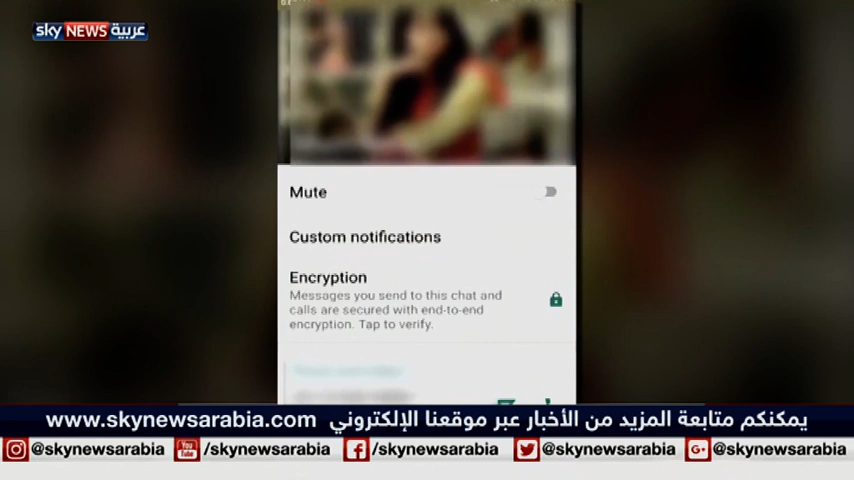 sky NEWS عربية
Mute
Custom notifications
Encryption
Messages you send to this chat and
calls are secured with end-to-end
encryption. Tap to verify.
يمكنكم متابعة المزيد من الأخبار عبر موقعنا الإلكتروني www.skynewsarabia.com
@skynewsarabia /skynewsarabia /skynewsarabia @skynewsarabia @skynewsarabia